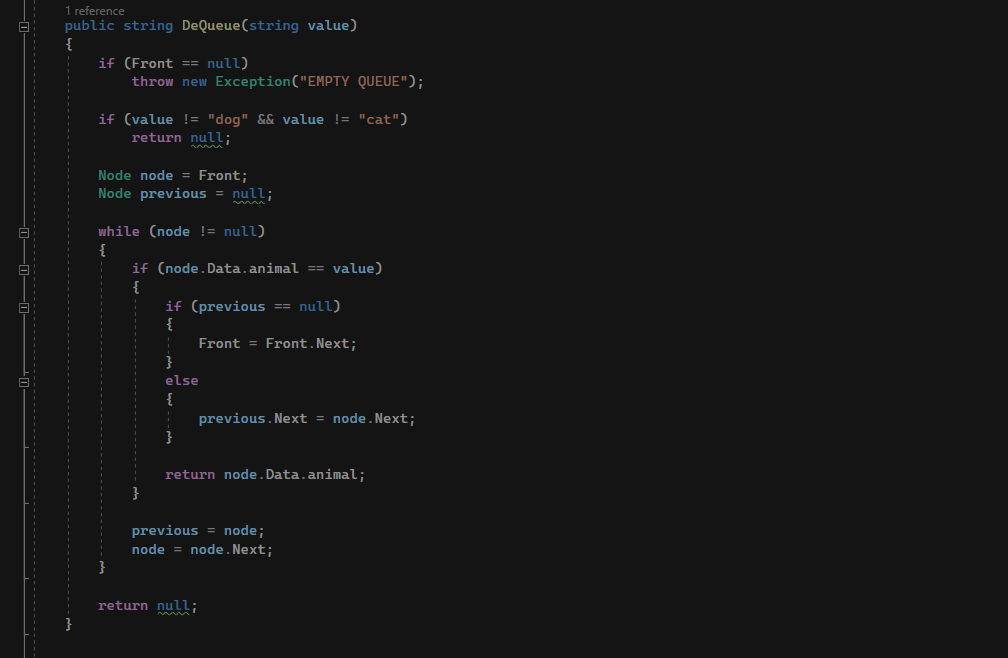 1 reference
public string DeQueue(string value)
{
if (Front == null)
throw new Exception("EMPTY QUEUE");
if (value != "dog" && value != "cat")
return null;
Node node = Front;
Node previous = null;
while (node != null)
{
if (node.Data.animal == value)
{
if (previous == null)
{
Front = Front.Next;
}
else
{
previous.Next = node.Next;
}
return node.Data.animal;
}
previous = node;
node = node.Next;
}
return null;
}